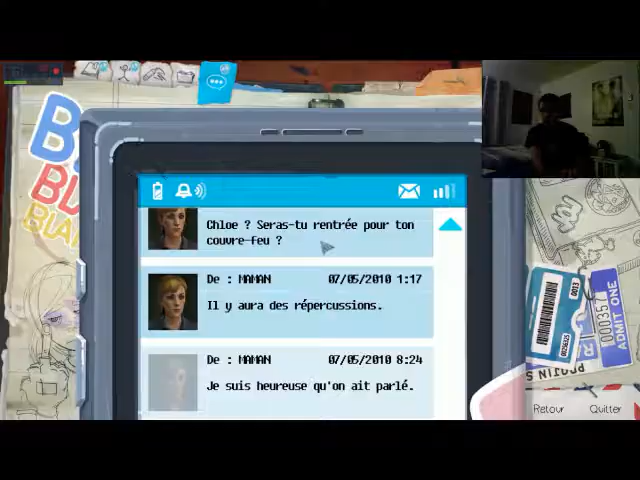 Chloe ? Seras-tu rentrée pour ton
couvre-feu ?
De : MAMAN 07/05/2010 1:17
Il y aura des répercussions.
De : MAMAN 07/05/2010 8:24
Je suis heureuse qu'on ait parlé.
ADMIT ONE
Retour Quitter